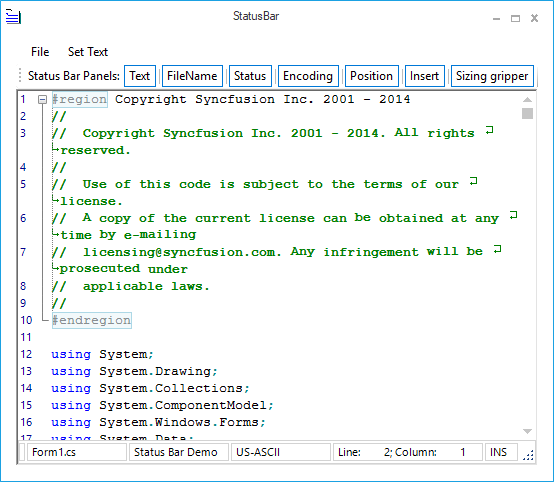 StatusBar
File Set Text
Status Bar Panels: Text FileName Status Encoding Position Insert Sizing gripper
1 #region Copyright Syncfusion Inc. 2001 - 2014
2 //
3 //  Copyright Syncfusion Inc. 2001 - 2014. All rights
reserved.
4 //
5 //  Use of this code is subject to the terms of our
license.
6 //  A copy of the current license can be obtained at any
time by e-mailing
7 //  licensing@syncfusion.com. Any infringement will be
prosecuted under
8 //  applicable laws.
9 //
10 #endregion
11
12 using System;
13 using System.Drawing;
14 using System.Collections;
15 using System.ComponentModel;
16 using System.Windows.Forms;
17 using System.Data;
Form1.cs Status Bar Demo US-ASCII Line: 2; Column: 1 INS